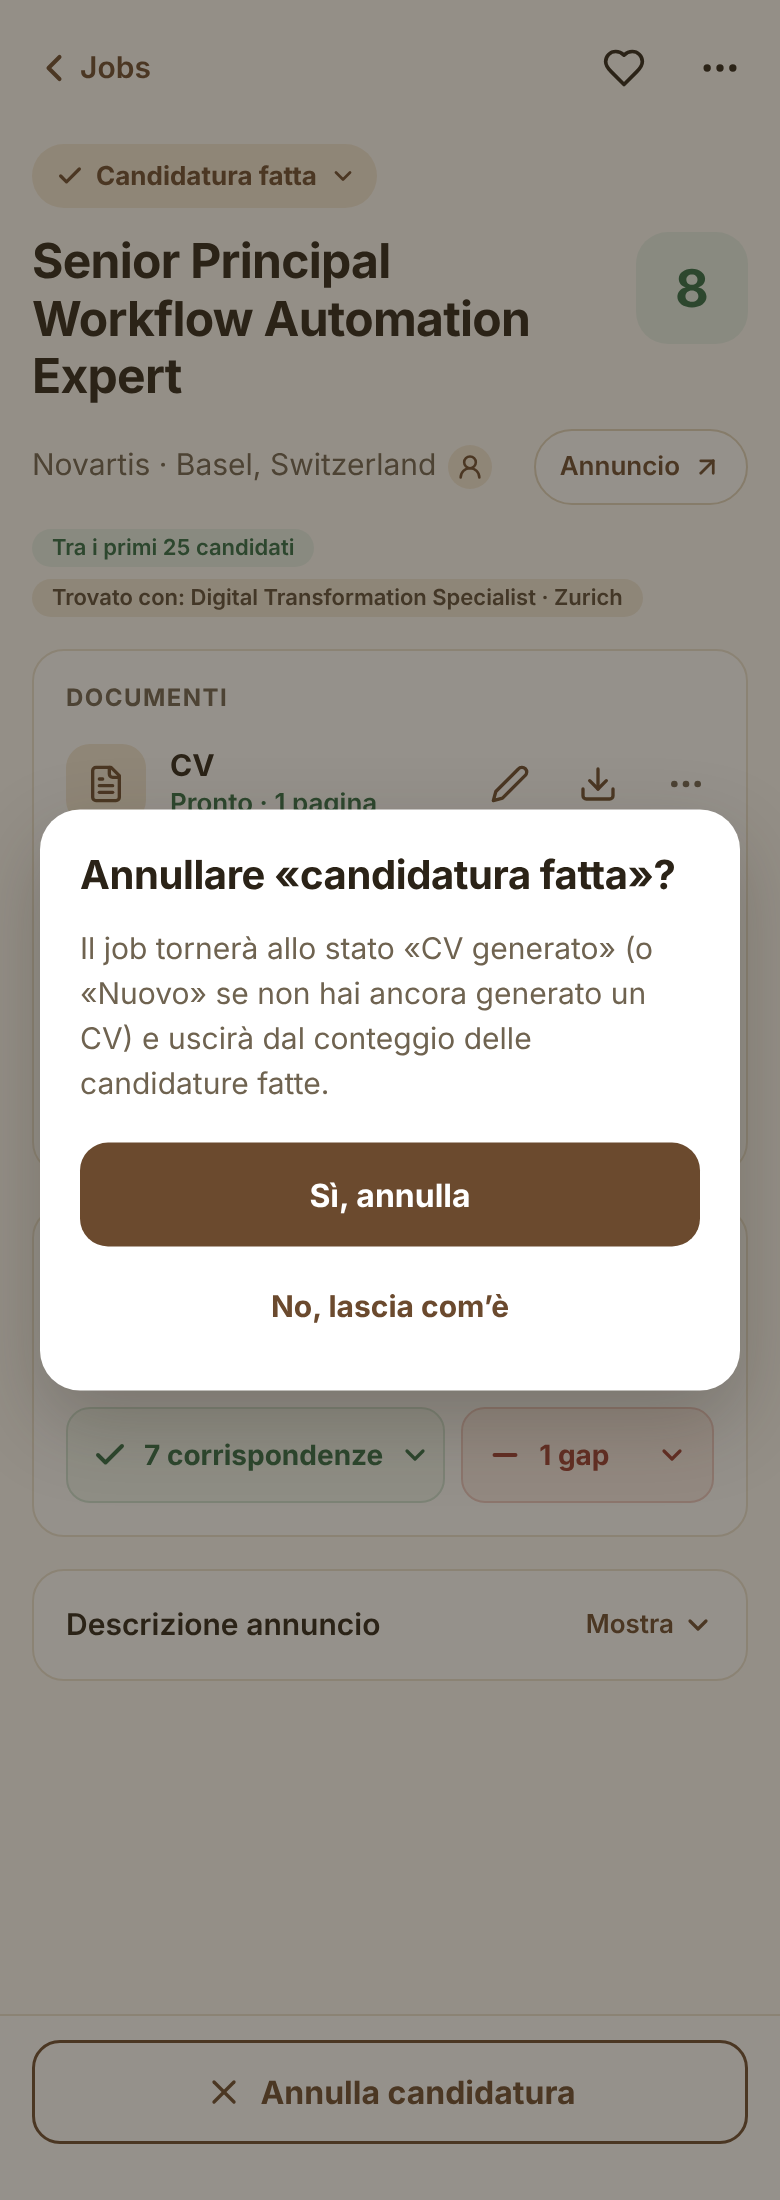 Jobs
Candidatura fatta
Senior Principal
Workflow Automation
Expert
8
Novartis · Basel, Switzerland
Annuncio
Tra i primi 25 candidati
Trovato con: Digital Transformation Specialist · Zurich
DOCUMENTI
CV
Pronto · 1 pagina
Annullare «candidatura fatta»?
Il job tornerà allo stato «CV generato» (o
«Nuovo» se non hai ancora generato un
CV) e uscirà dal conteggio delle
candidature fatte.
Sì, annulla
No, lascia com’è
7 corrispondenze
1 gap
Descrizione annuncio
Mostra
Annulla candidatura